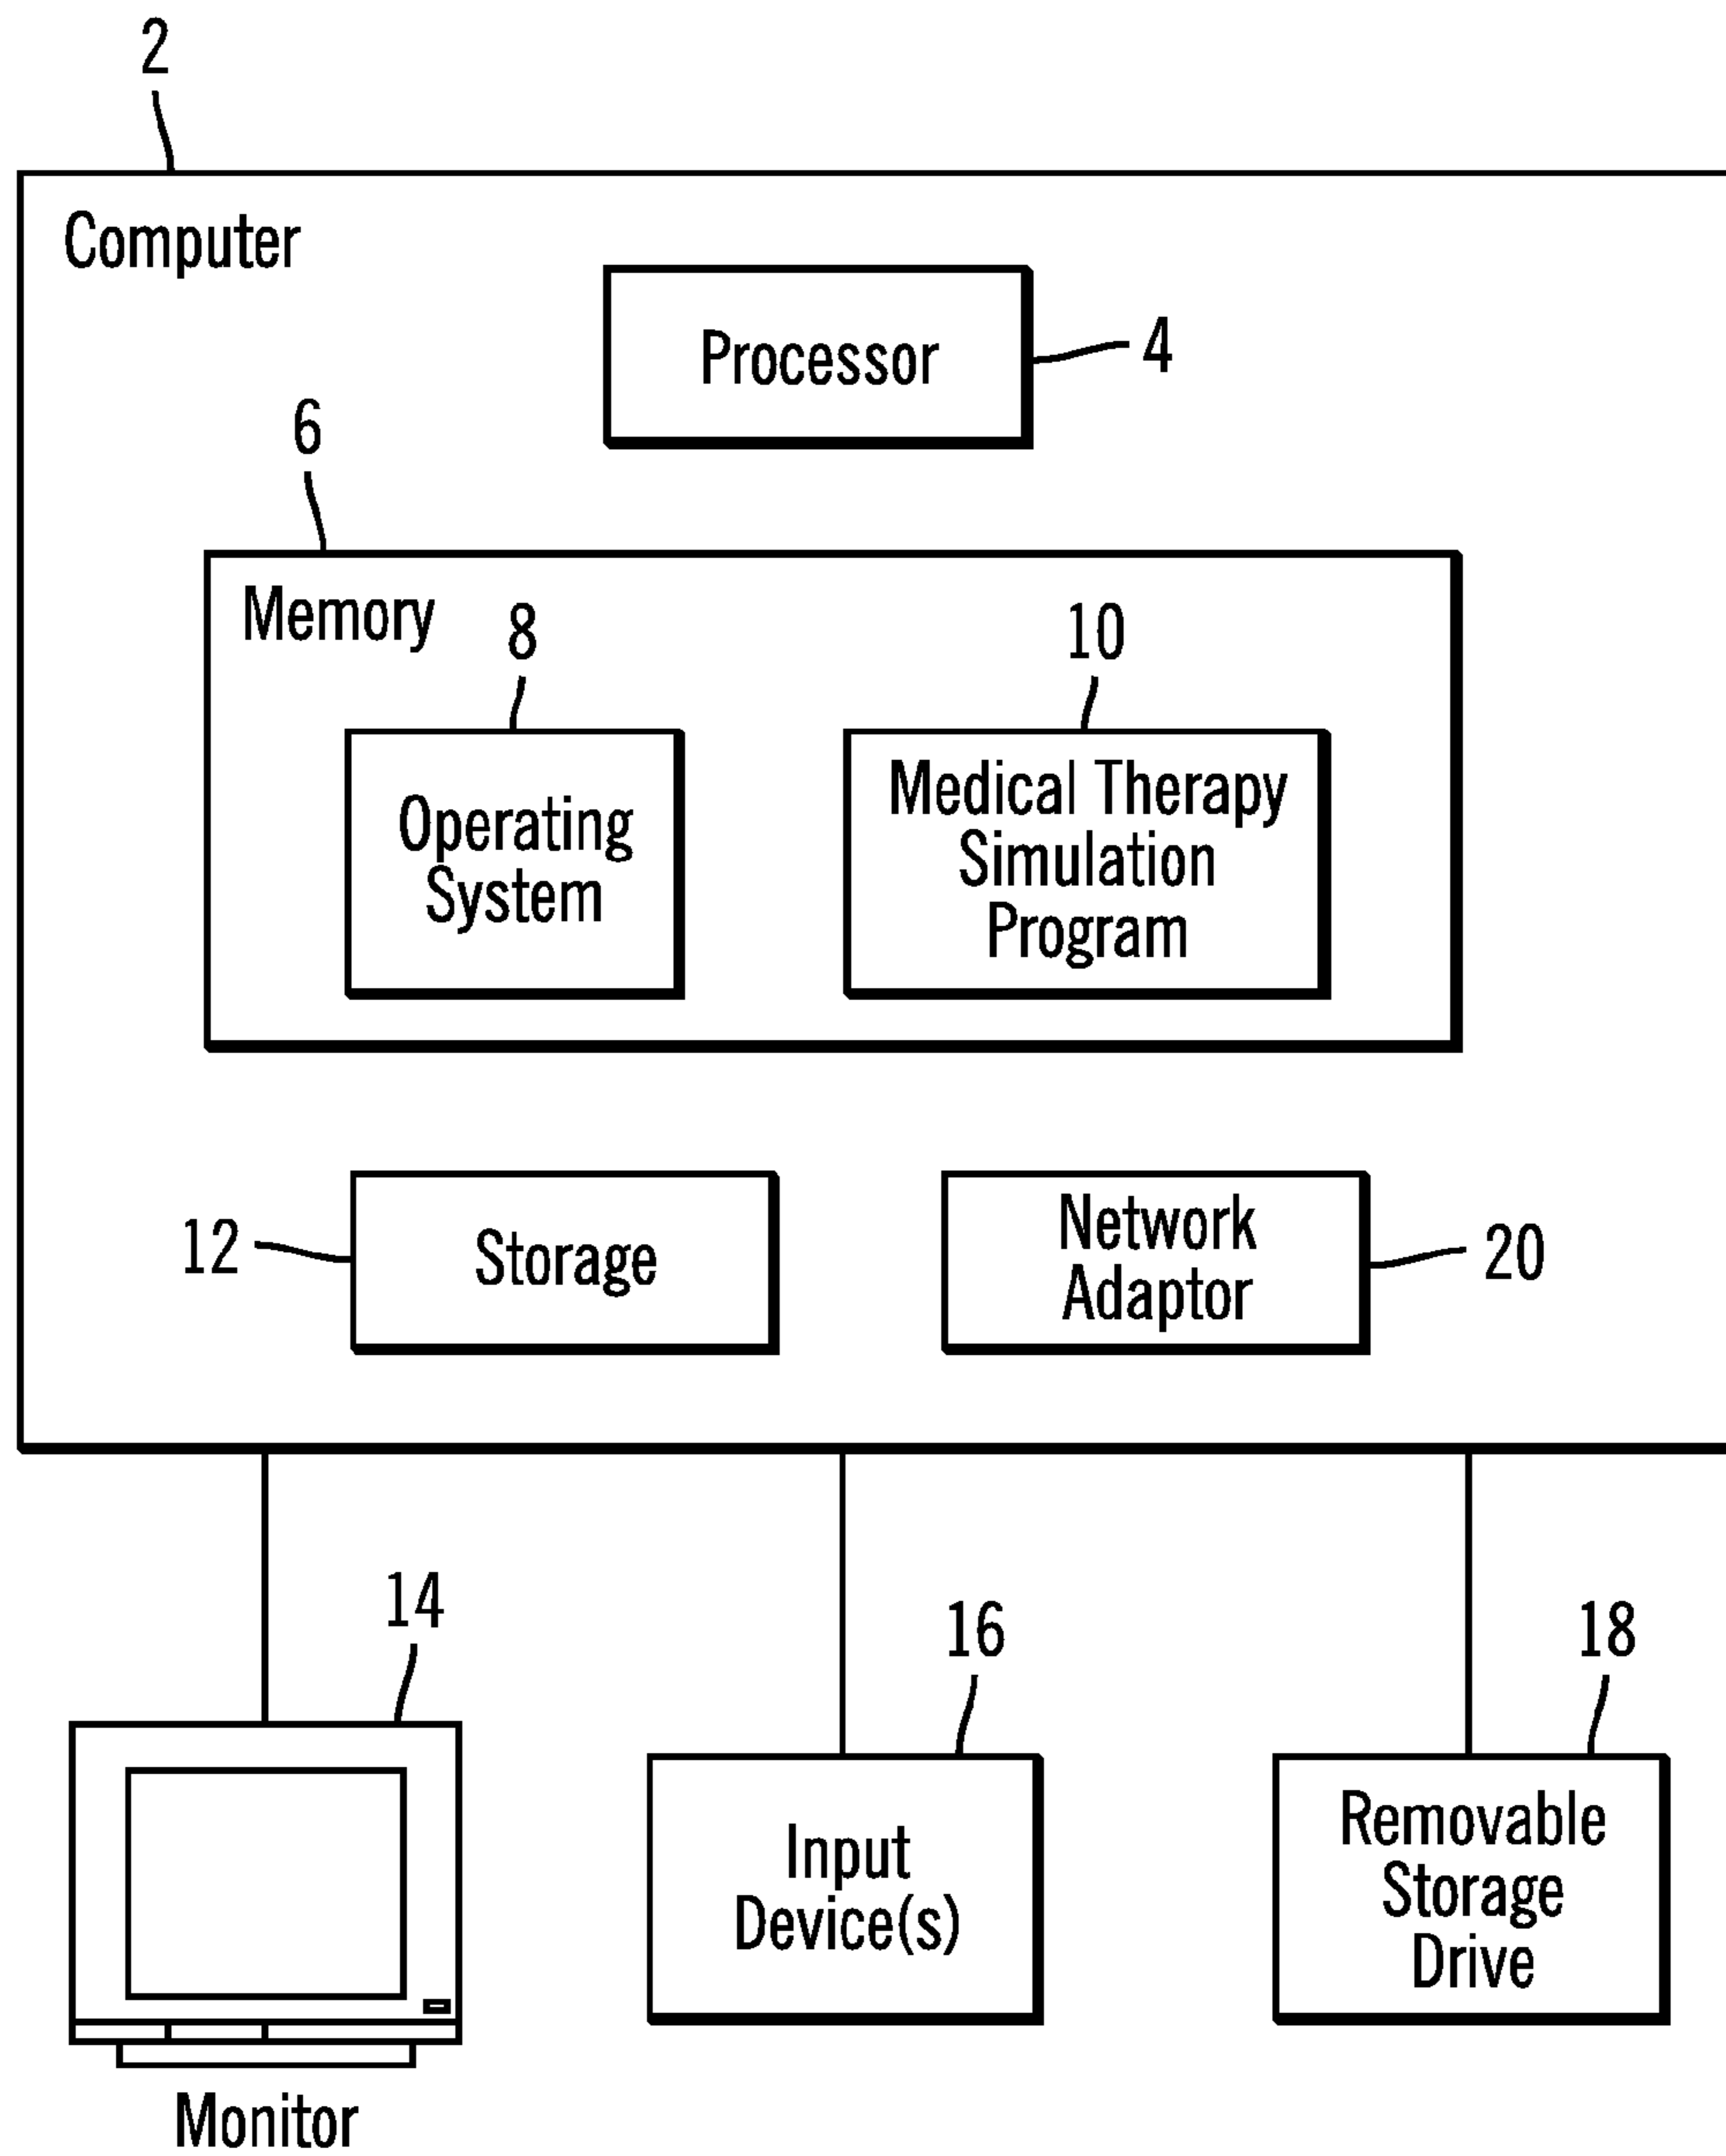 2
Computer
Processor
4
6
Memory
8
10
Operating
System
Medical Therapy
Simulation
Program
12
Storage
Network
Adaptor
20
14
16
18
Monitor
Input
Device(s)
Removable
Storage
Drive